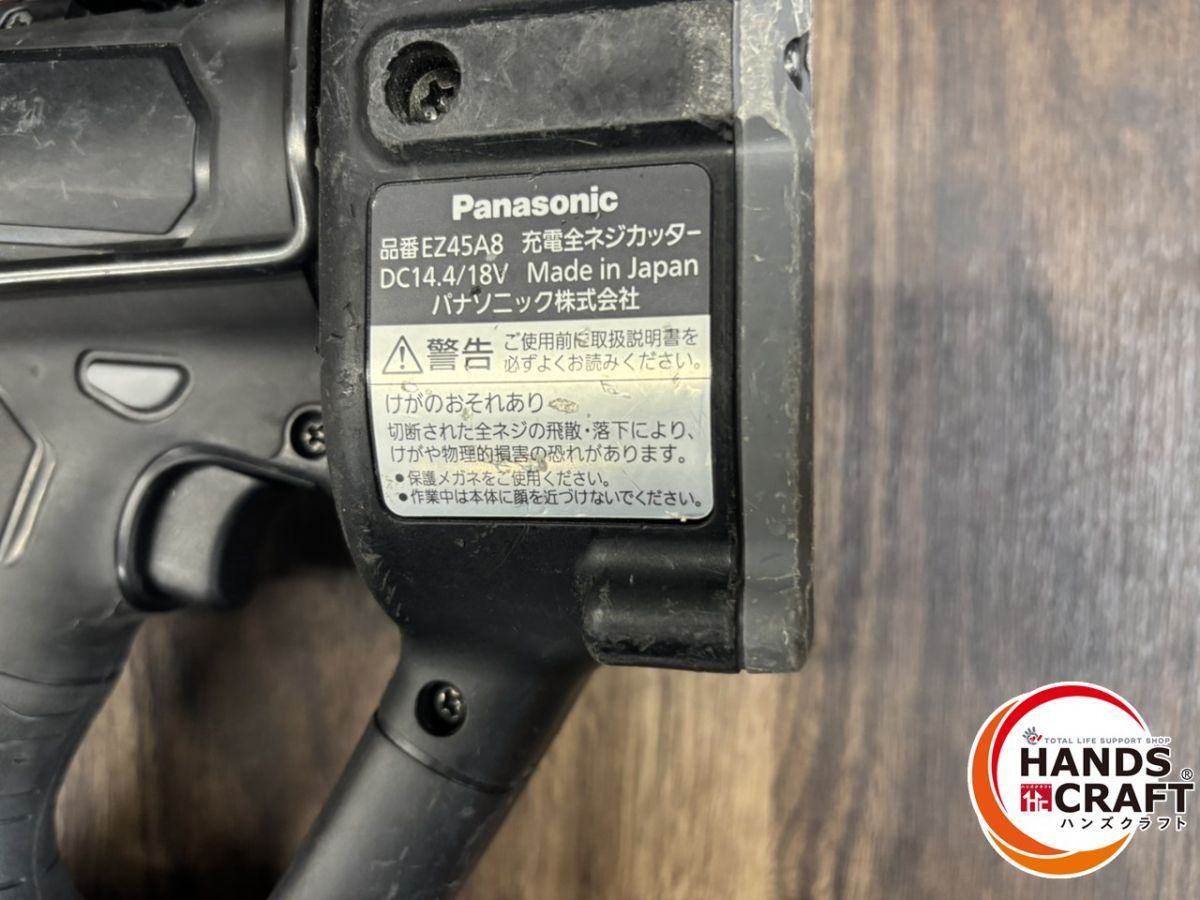 Panasonic
品番EZ45A8 充電全ネジカッター
DC14.4/18V Made in Japan
パナソニック株式会社
警告 ご使用前に取扱説明書を
必ずよくお読みください。
けがのおそれあり
切断された全ネジの飛散・落下により、
けがや物理的損害の恐れがあります。
●保護メガネをご使用ください。
●作業中は本体に顔を近づけないでください。
TOTAL LIFE SUPPORT SHOP
HANDS
CRAFT®
ハンズクラフト